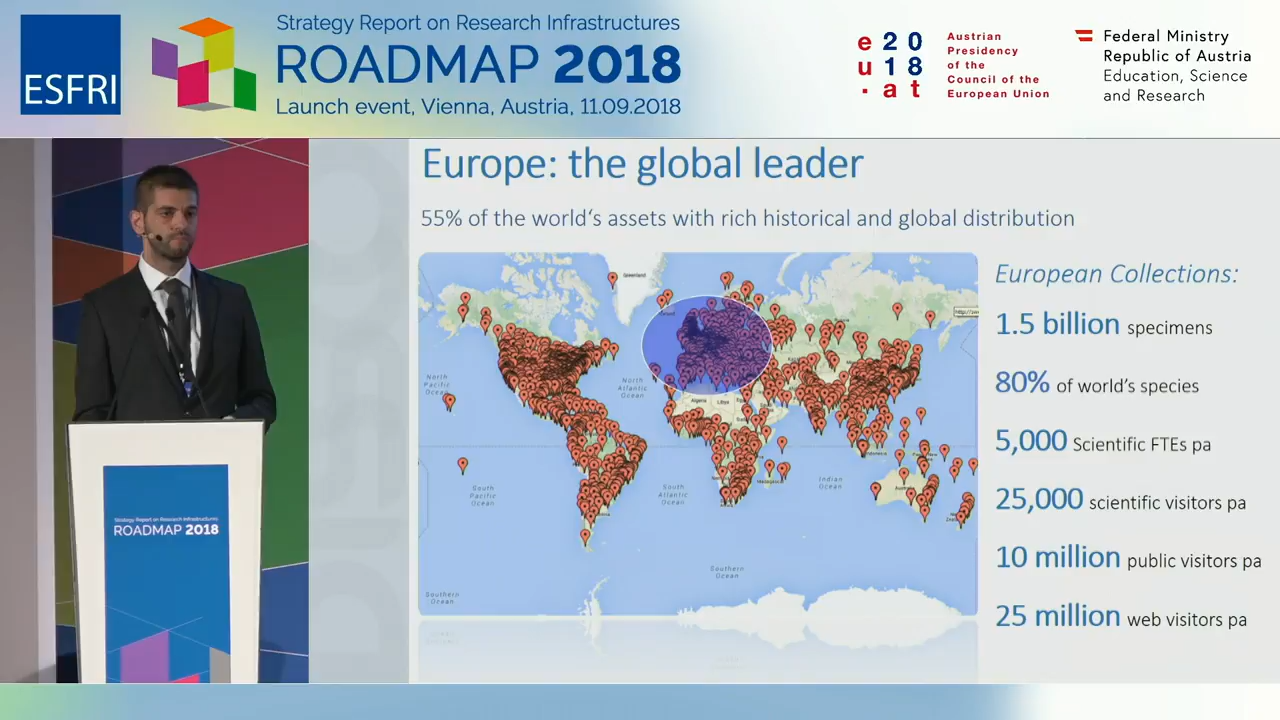 ESFRI
Strategy Report on Research Infrastructures
ROADMAP 2018
Launch event, Vienna, Austria, 11.09.2018
e 20
u 18
. at
Austrian
Presidency
of the
Council of the
European Union
Federal Ministry
Republic of Austria
Education, Science
and Research
Europe: the global leader
55% of the world‘s assets with rich historical and global distribution
Greenland
North
Pacific
Ocean
North
Atlantic
Ocean
Algeria
Libya
South
Pacific
Ocean
South
Atlantic
Ocean
Indian
Ocean
Madagascar
Southern
Ocean
Southern
Ocean
European Collections:
1.5 billion specimens
80% of world’s species
5,000 Scientific FTEs pa
25,000 scientific visitors pa
10 million public visitors pa
25 million web visitors pa
Strategy Report on Research Infrastructures
ROADMAP 2018